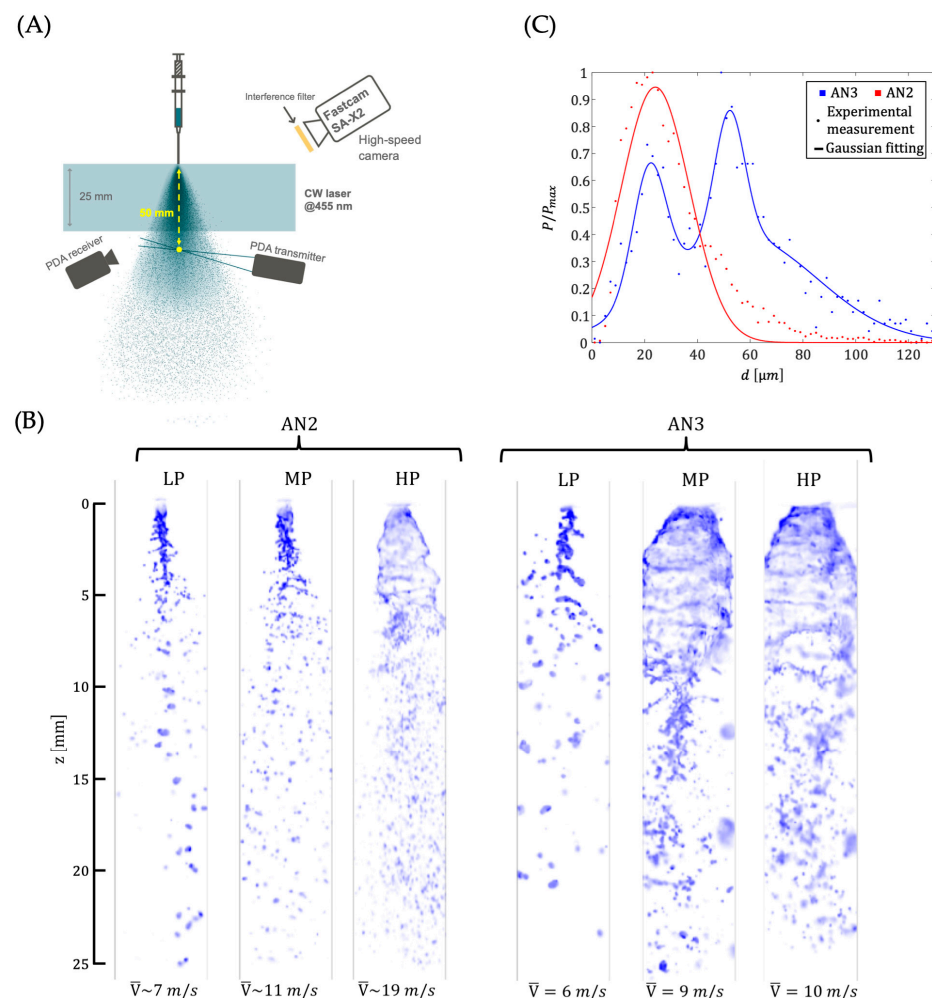 (A)
Interference filter
Fastcam
SA-X2
High-speed
camera
25 mm
50 mm
CW laser
@455 nm
PDA receiver
PDA transmitter
(C)
1
0.9
0.8
0.7
0.6
0.5
0.4
0.3
0.2
0.1
0
P/P_max
0 20 40 60 80 100 120
d [μm]
AN3 AN2
Experimental
measurement
Gaussian fitting
(B)
AN2 AN3
LP MP HP LP MP HP
0
5
10
15
20
25
z [mm]
V̅~7 m/s V̅~11 m/s V̅~19 m/s V̅ = 6 m/s V̅ = 9 m/s V̅ = 10 m/s